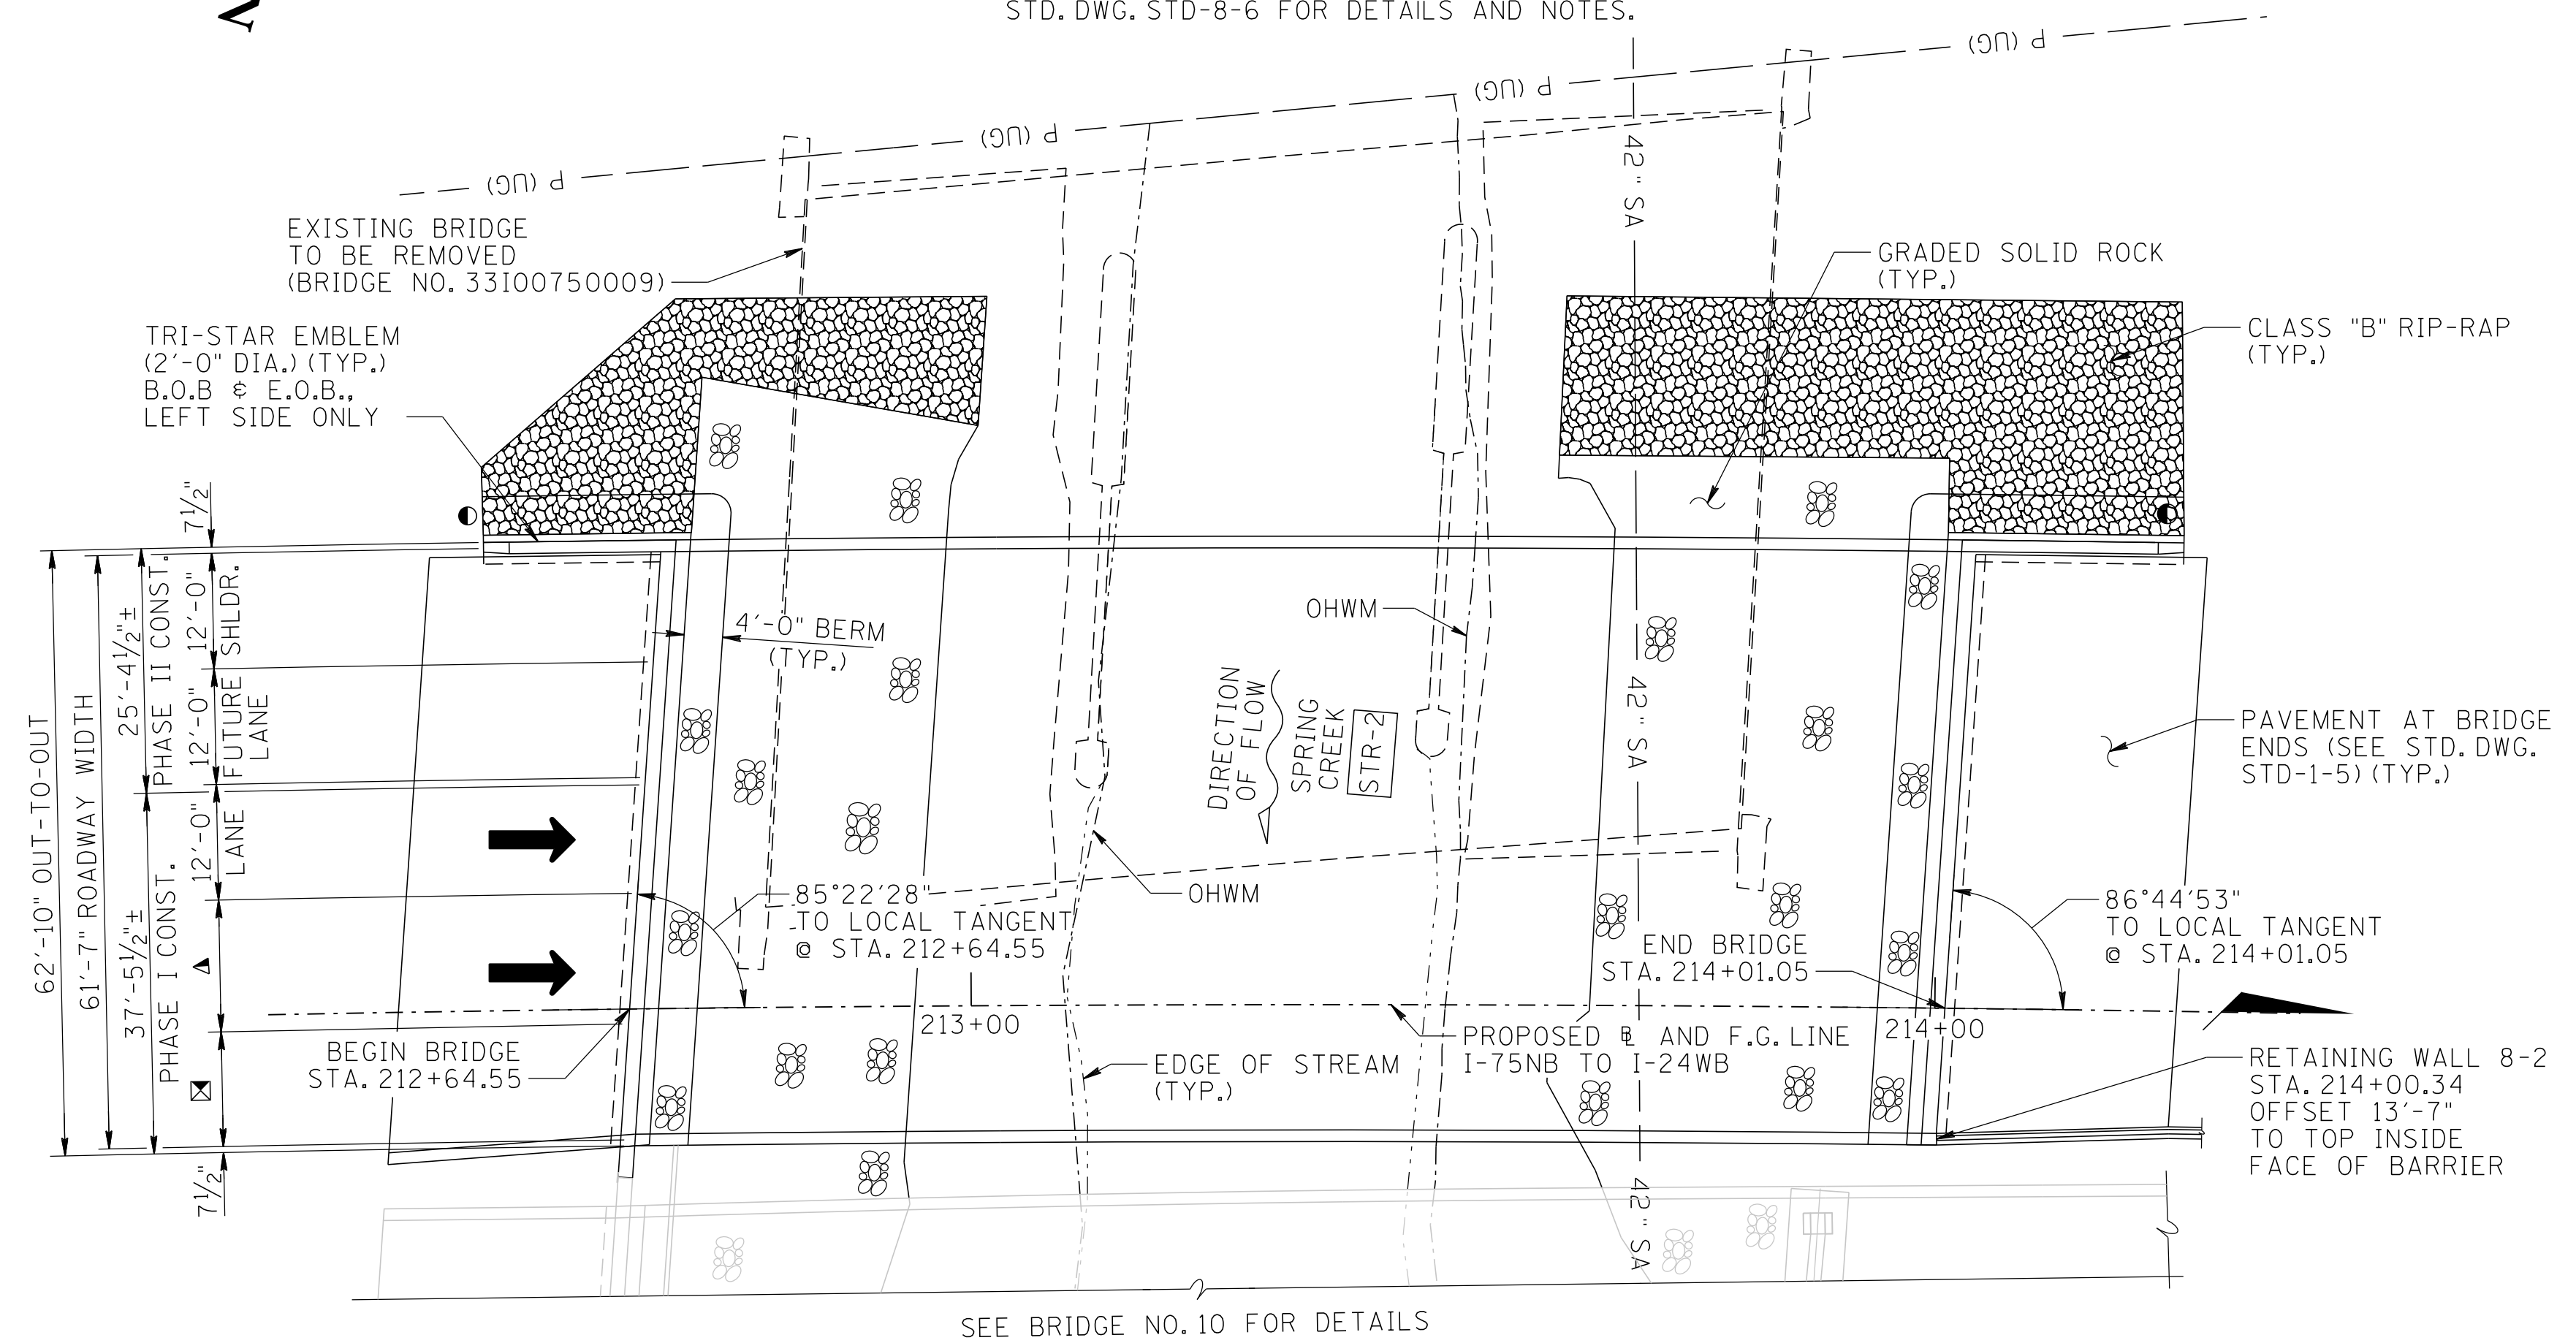 STD. DWG. STD-8-6 FOR DETAILS AND NOTES.
P (UG)
P (UG)
P (UG)
P (UG)
42" SA
EXISTING BRIDGE
TO BE REMOVED
(BRIDGE NO. 33I00750009)
GRADED SOLID ROCK
(TYP.)
TRI-STAR EMBLEM
(2'-0" DIA.) (TYP.)
B.O.B & E.O.B.,
LEFT SIDE ONLY
CLASS "B" RIP-RAP
(TYP.)
7 1/2"
62'-10" OUT-TO-OUT
61'-7" ROADWAY WIDTH
25'-4 1/2"±
PHASE II CONST.
37'-5 1/2"±
PHASE I CONST.
12'-0"
SHLDR.
12'-0"
FUTURE
LANE
12'-0"
LANE
7 1/2"
4'-0" BERM
(TYP.)
OHWM
DIRECTION
OF FLOW
SPRING
CREEK
STR-2
42" SA
PAVEMENT AT BRIDGE
ENDS (SEE STD. DWG.
STD-1-5) (TYP.)
85°22'28"
TO LOCAL TANGENT
@ STA. 212+64.55
OHWM
END BRIDGE
STA. 214+01.05
86°44'53"
TO LOCAL TANGENT
@ STA. 214+01.05
213+00
214+00
BEGIN BRIDGE
STA. 212+64.55
EDGE OF STREAM
(TYP.)
PROPOSED ⅊ AND F.G. LINE
I-75NB TO I-24WB
RETAINING WALL 8-2
STA. 214+00.34
OFFSET 13'-7"
TO TOP INSIDE
FACE OF BARRIER
42" SA
SEE BRIDGE NO. 10 FOR DETAILS